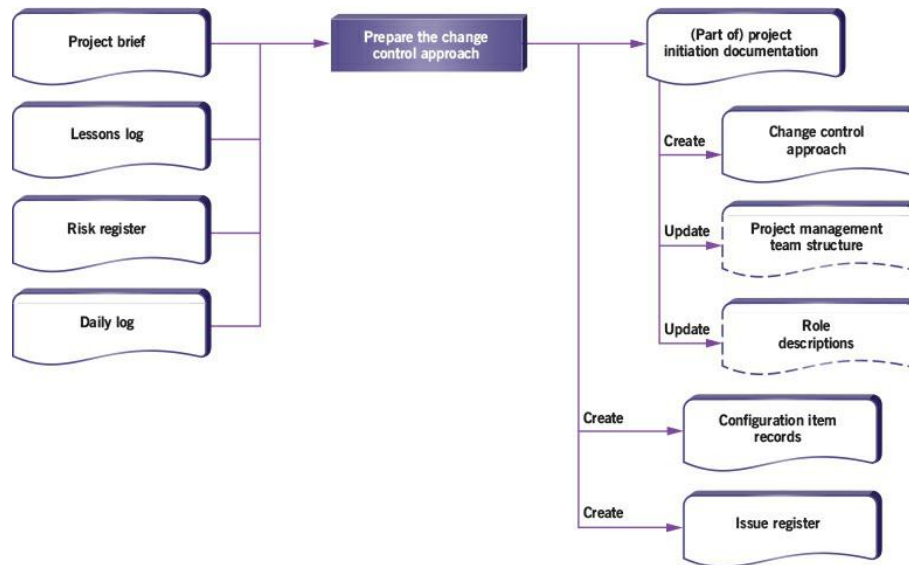 Project brief
Lessons log
Risk register
Daily log
Prepare the change
control approach
(Part of) project
initiation documentation
Create
Change control
approach
Update
Project management
team structure
Update
Role
descriptions
Create
Configuration item
records
Create
Issue register